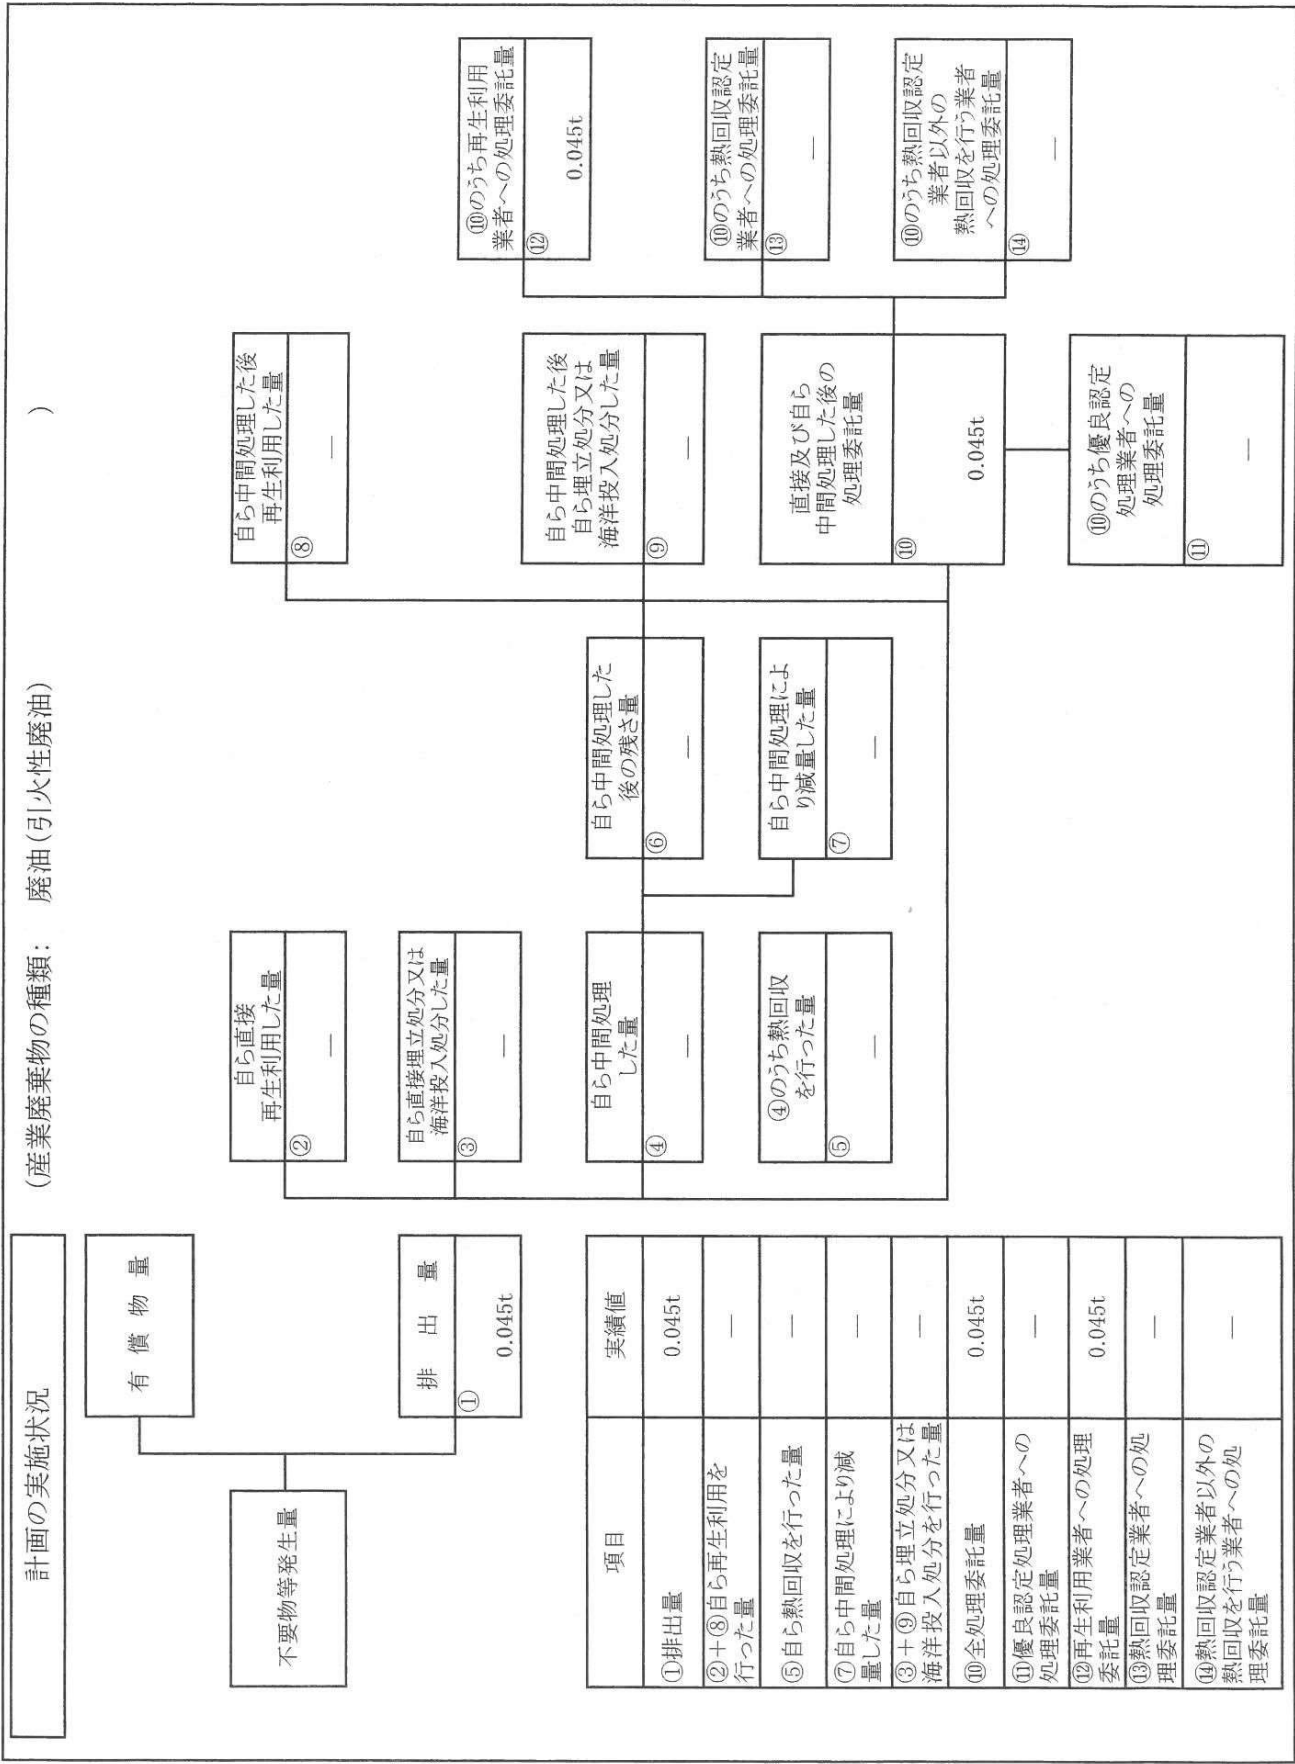 計画の実施状況
(産業廃棄物の種類: 廃油(引火性廃油) )
不要物等発生量
有償物量
排出量
①
0.045t
自ら直接
再生利用した量
②
—
自ら直接埋立処分又は
海洋投入処分した量
③
—
自ら中間処理
した量
④
—
④のうち熱回収
を行った量
⑤
—
自ら中間処理した
後の残さ量
⑥
—
自ら中間処理によ
り減量した量
⑦
—
自ら中間処理した後
再生利用した量
⑧
—
自ら中間処理した後
自ら埋立処分又は
海洋投入処分した量
⑨
—
直接及び自ら
中間処理した後の
処理委託量
⑩
0.045t
⑩のうち優良認定
処理業者への
処理委託量
⑪
—
⑩のうち再生利用
業者への処理委託量
⑫
0.045t
⑩のうち熱回収認定
業者への処理委託量
⑬
—
⑩のうち熱回収認定
業者以外の
熱回収を行う業者
への処理委託量
⑭
—
項目 実績値
①排出量 0.045t
②+⑧自ら再生利用を
行った量 —
⑤自ら熱回収を行った量 —
⑦自ら中間処理により減
量した量 —
③+⑨自ら埋立処分又は
海洋投入処分を行った量 —
⑩全処理委託量 0.045t
⑪優良認定処理業者への
処理委託量 —
⑫再生利用業者への処理
委託量 0.045t
⑬熱回収認定業者への処
理委託量 —
⑭熱回収認定業者以外の
熱回収を行う業者への処
理委託量 —